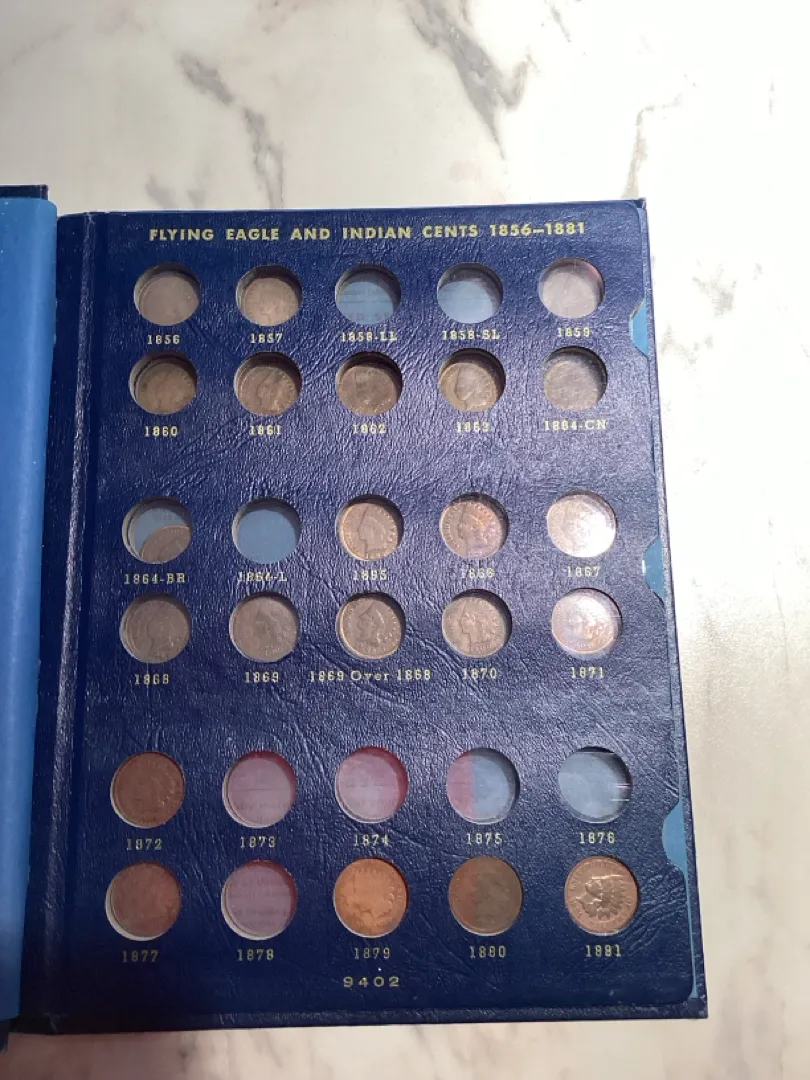 FLYING EAGLE AND INDIAN CENTS 1856–1881
1856 1857 1858-LL 1858-SL 1859
1860 1861 1862 1863 1864-CN
1864-BR 1864-L 1865 1866 1867
1868 1869 1869 Over 1868 1870 1871
1872 1873 1874 1875 1876
1877 1878 1879 1880 1881
9402